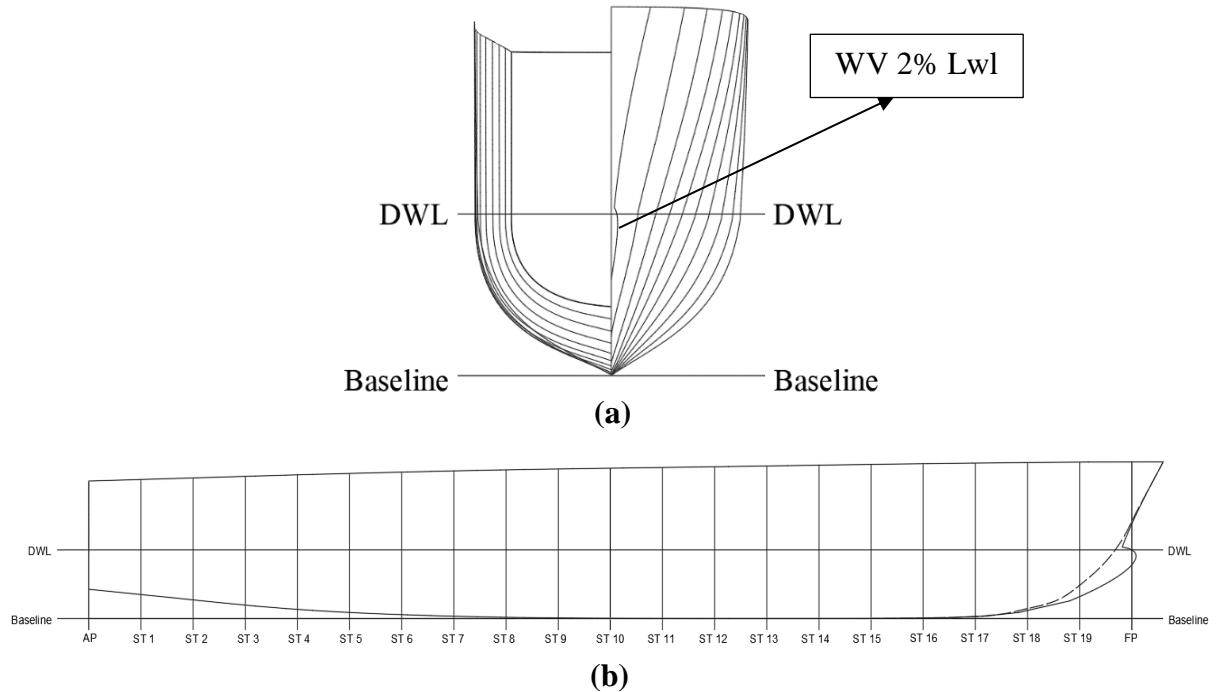 WV 2% Lwl
DWL DWL
Baseline Baseline
(a)
DWL DWL
Baseline Baseline
AP ST 1 ST 2 ST 3 ST 4 ST 5 ST 6 ST 7 ST 8 ST 9 ST 10 ST 11 ST 12 ST 13 ST 14 ST 15 ST 16 ST 17 ST 18 ST 19 FP
(b)